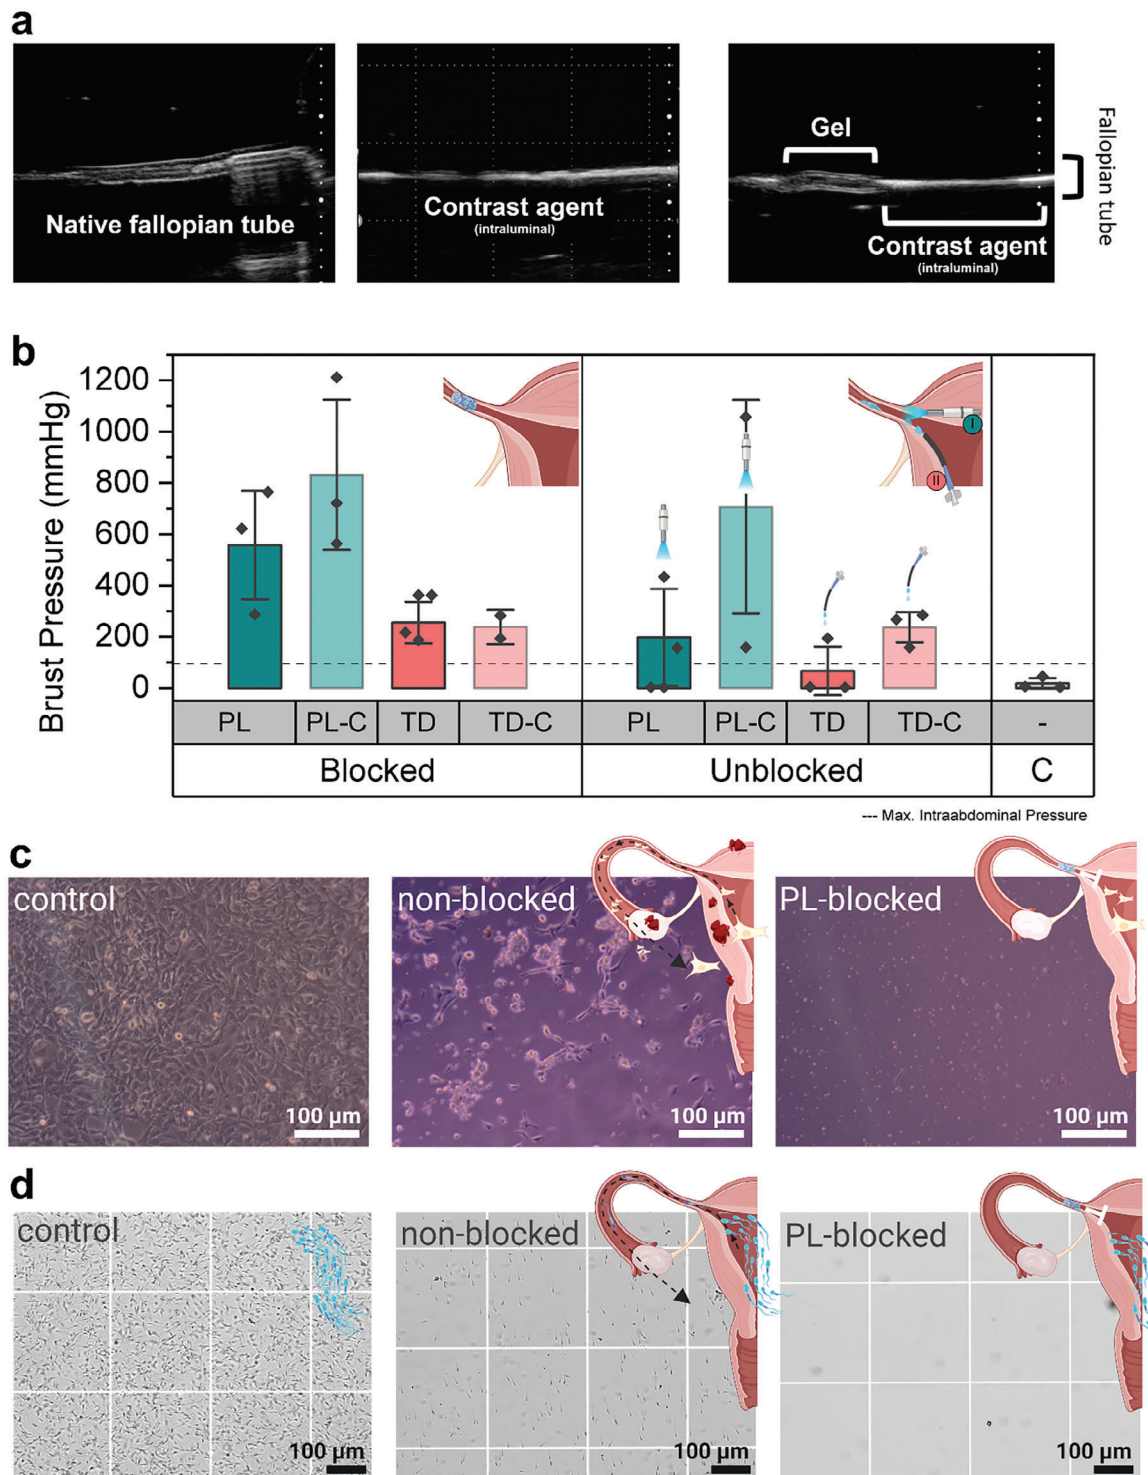 a
Native fallopian tube
Contrast agent
(intraluminal)
Gel
Contrast agent
(intraluminal)
Fallopian tube
b
Brust Pressure (mmHg)
1200
1000
800
600
400
200
0
I
II
PL PL-C TD TD-C PL PL-C TD TD-C -
Blocked Unblocked C
--- Max. Intraabdominal Pressure
c
control
100 µm
non-blocked
100 µm
PL-blocked
100 µm
d
control
100 µm
non-blocked
100 µm
PL-blocked
100 µm